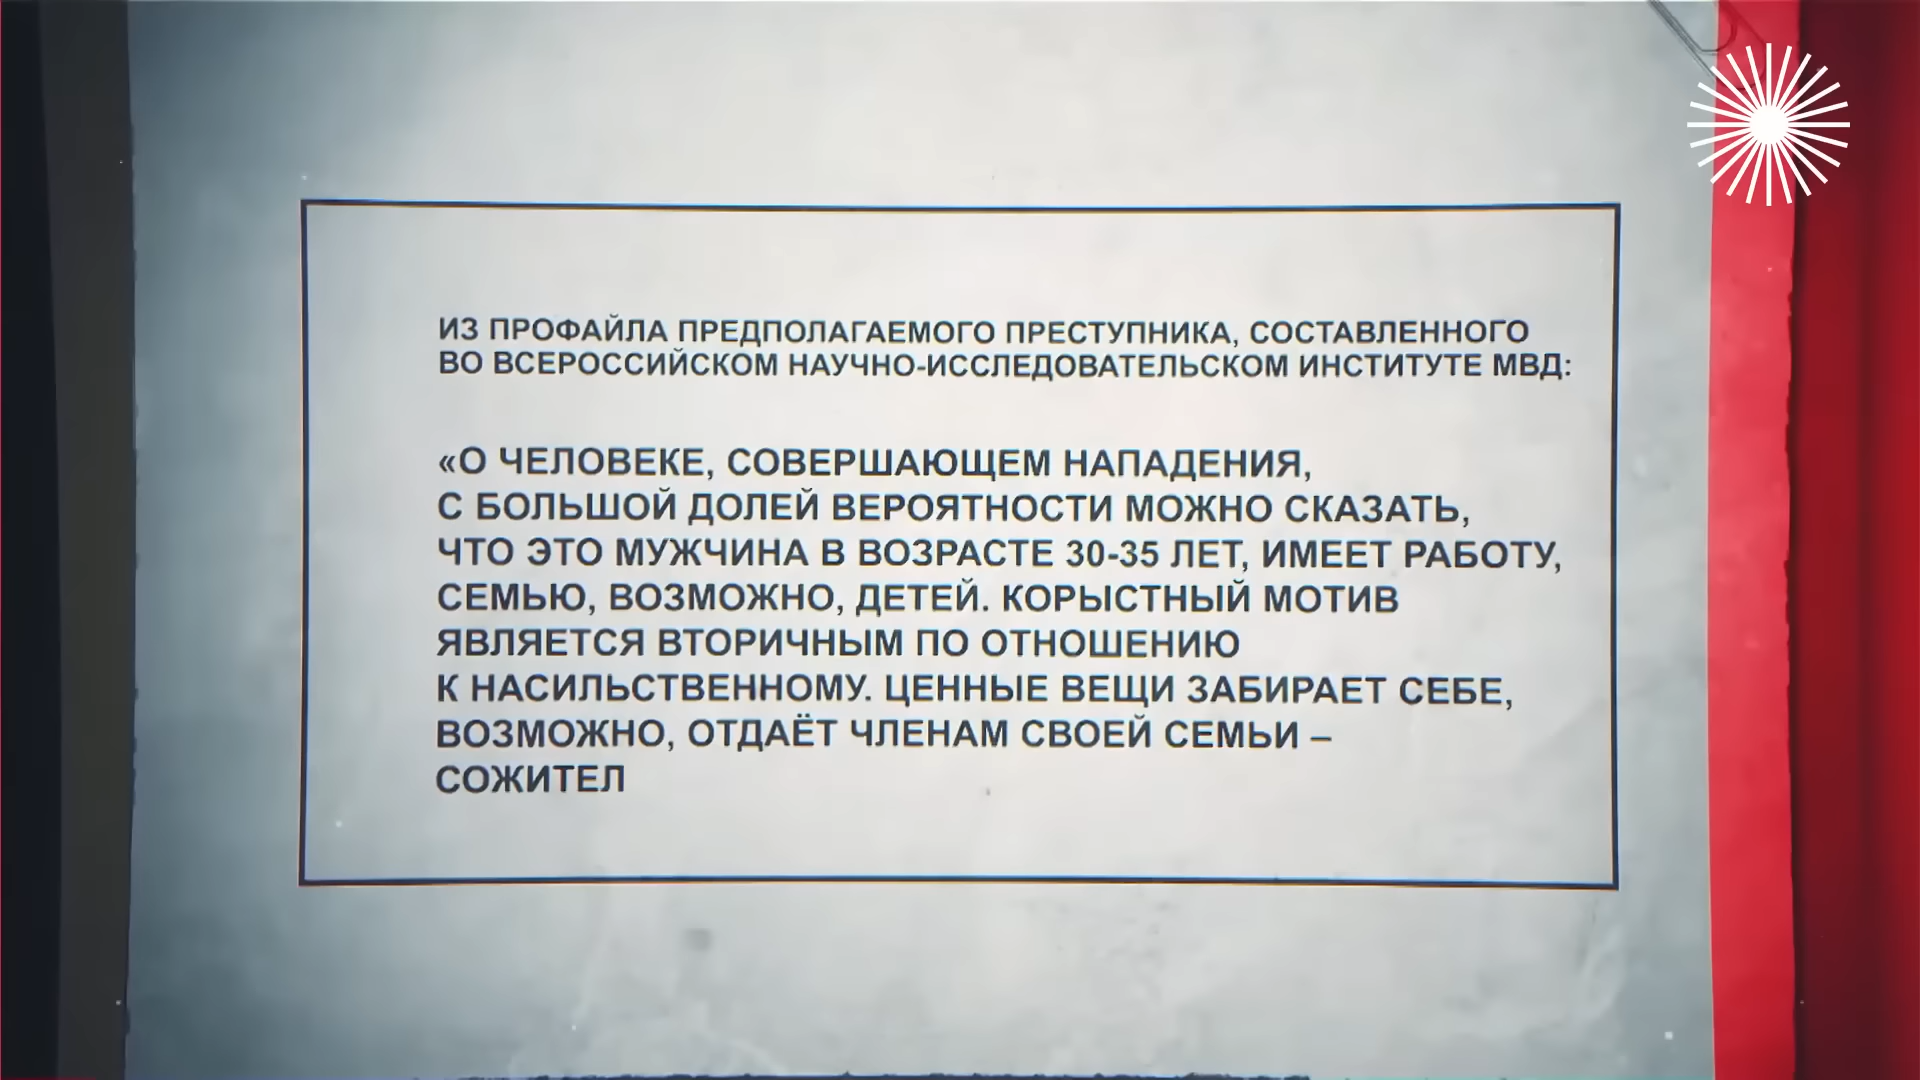 ИЗ ПРОФАЙЛА ПРЕДПОЛАГАЕМОГО ПРЕСТУПНИКА, СОСТАВЛЕННОГО
ВО ВСЕРОССИЙСКОМ НАУЧНО-ИССЛЕДОВАТЕЛЬСКОМ ИНСТИТУТЕ МВД:
«О ЧЕЛОВЕКЕ, СОВЕРШАЮЩЕМ НАПАДЕНИЯ,
С БОЛЬШОЙ ДОЛЕЙ ВЕРОЯТНОСТИ МОЖНО СКАЗАТЬ,
ЧТО ЭТО МУЖЧИНА В ВОЗРАСТЕ 30-35 ЛЕТ, ИМЕЕТ РАБОТУ,
СЕМЬЮ, ВОЗМОЖНО, ДЕТЕЙ. КОРЫСТНЫЙ МОТИВ
ЯВЛЯЕТСЯ ВТОРИЧНЫМ ПО ОТНОШЕНИЮ
К НАСИЛЬСТВЕННОМУ. ЦЕННЫЕ ВЕЩИ ЗАБИРАЕТ СЕБЕ,
ВОЗМОЖНО, ОТДАЁТ ЧЛЕНАМ СВОЕЙ СЕМЬИ –
СОЖИТЕЛ